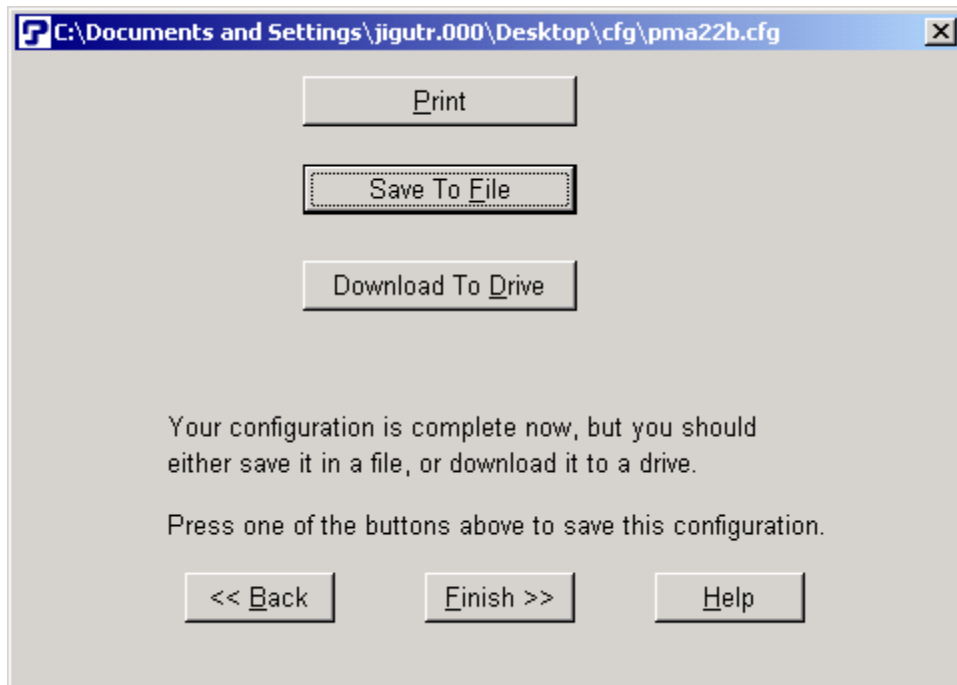 C:\Documents and Settings\jigutr.000\Desktop\cfg\pma22b.cfg
Print
Save To File
Download To Drive
Your configuration is complete now, but you should
either save it in a file, or download it to a drive.
Press one of the buttons above to save this configuration.
<< Back Finish >> Help